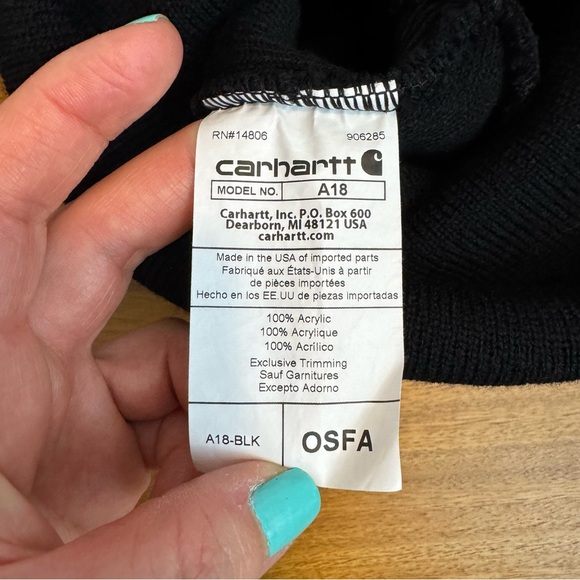 RN#14806 906285
carhartt
MODEL NO. A18
Carhartt, Inc. P.O. Box 600
Dearborn, MI 48121 USA
carhartt.com
Made in the USA of imported parts
Fabriqué aux États-Unis à partir
de pièces importées
Hecho en los EE.UU de piezas importadas
100% Acrylic
100% Acrylique
100% Acrílico
Exclusive Trimming
Sauf Garnitures
Excepto Adorno
A18-BLK OSFA